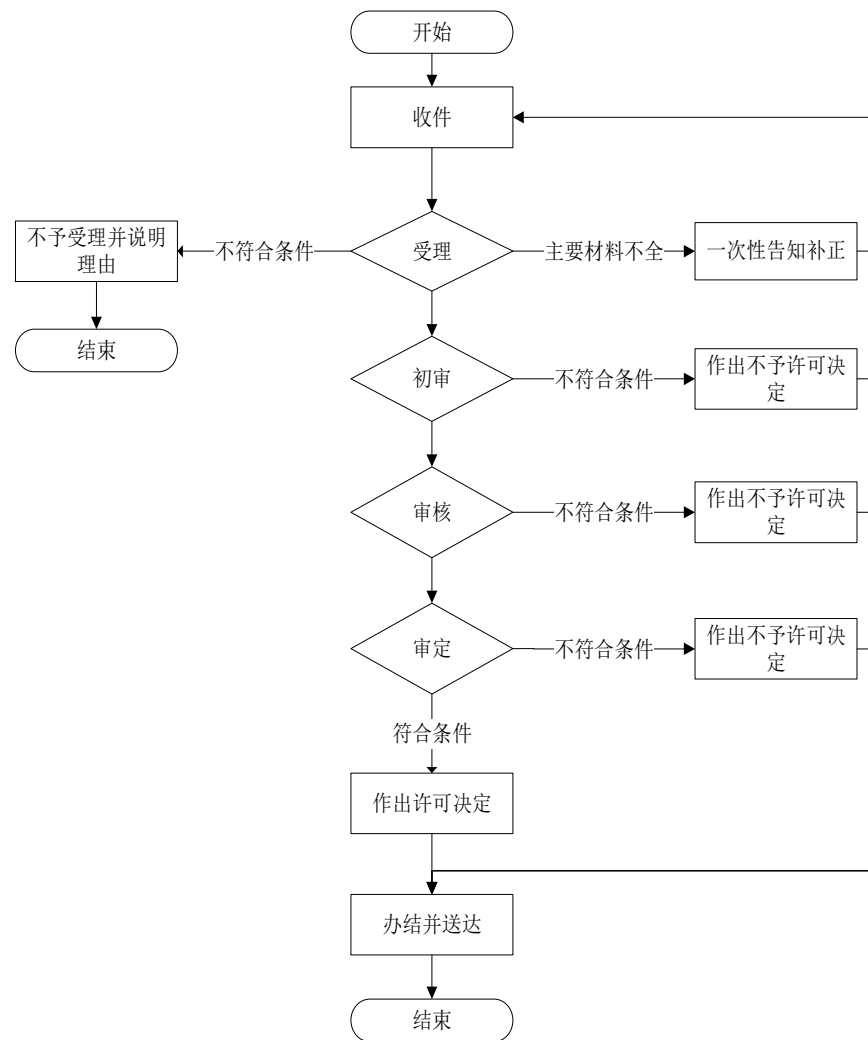 开始
收件
不予受理并说明
理由
不符合条件
受理
主要材料不全
一次性告知补正
结束
初审
不符合条件
作出不予许可决
定
审核
不符合条件
作出不予许可决
定
审定
不符合条件
作出不予许可决
定
符合条件
作出许可决定
办结并送达
结束